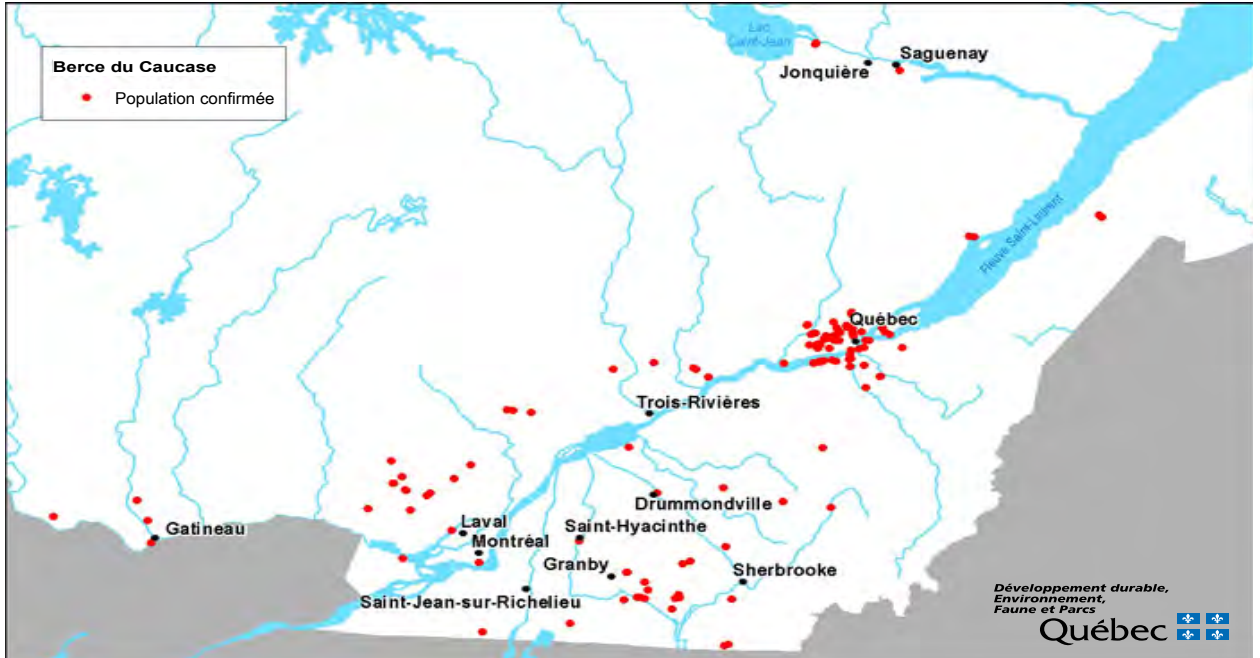 Berce du Caucase
Population confirmée
Lac
Saint-Jean
Saguenay
Jonquière
Fleuve Saint-Laurent
Québec
Trois-Rivières
Drummondville
Laval
Saint-Hyacinthe
Gatineau
Montréal
Granby
Sherbrooke
Saint-Jean-sur-Richelieu
Développement durable,
Environnement,
Faune et Parcs
Québec